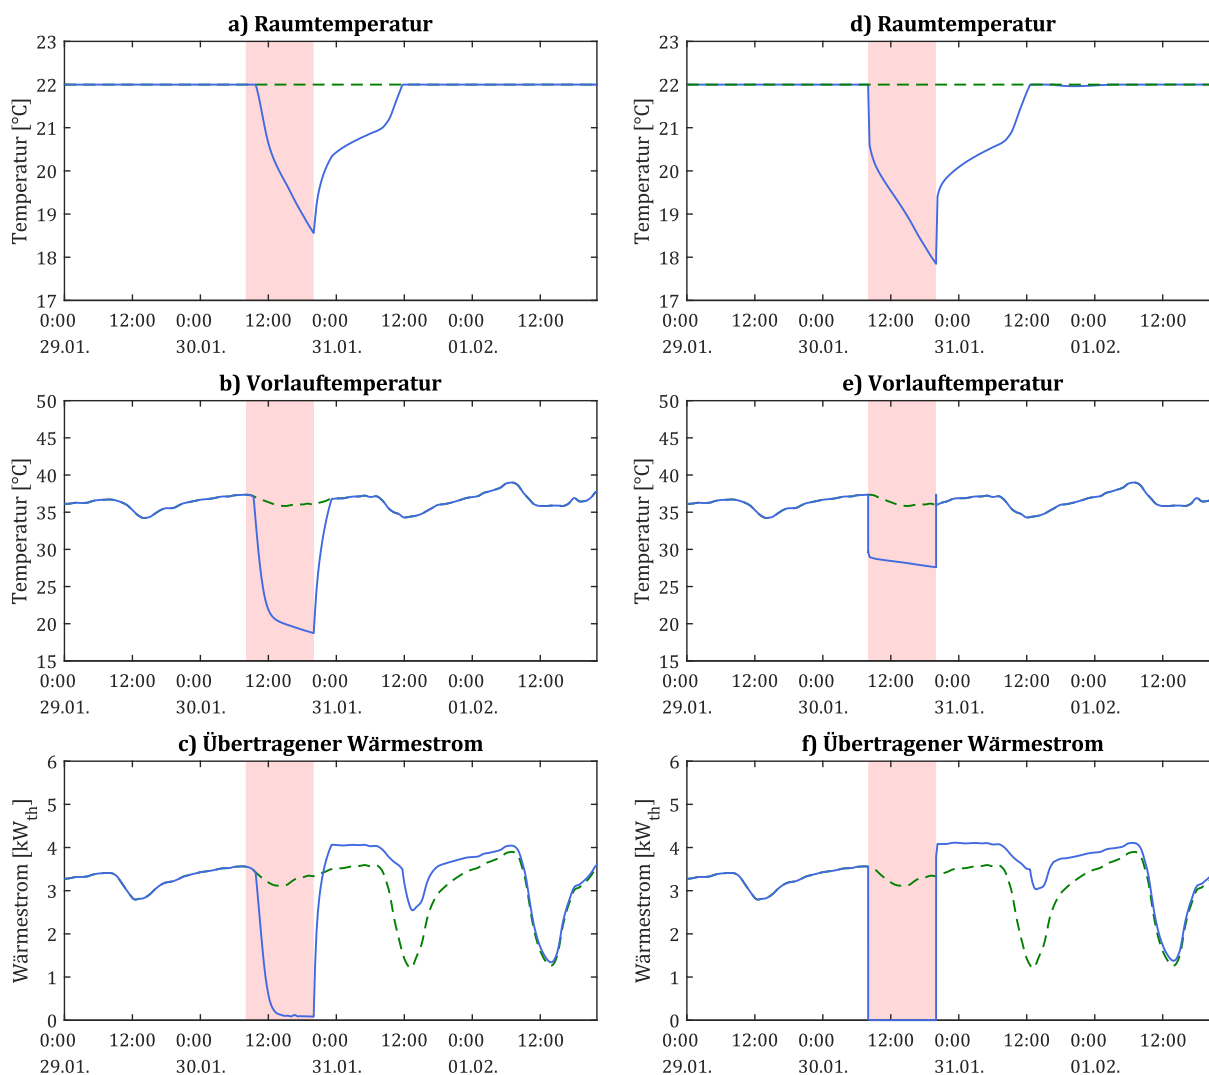 a) Raumtemperatur
Temperatur [°C]
23
22
21
20
19
18
17
0:00 12:00 0:00 12:00 0:00 12:00 0:00 12:00
29.01. 30.01. 31.01. 01.02.
d) Raumtemperatur
Temperatur [°C]
23
22
21
20
19
18
17
0:00 12:00 0:00 12:00 0:00 12:00 0:00 12:00
29.01. 30.01. 31.01. 01.02.
b) Vorlauftemperatur
Temperatur [°C]
50
45
40
35
30
25
20
15
0:00 12:00 0:00 12:00 0:00 12:00 0:00 12:00
29.01. 30.01. 31.01. 01.02.
e) Vorlauftemperatur
Temperatur [°C]
50
45
40
35
30
25
20
15
0:00 12:00 0:00 12:00 0:00 12:00 0:00 12:00
29.01. 30.01. 31.01. 01.02.
c) Übertragener Wärmestrom
Wärmestrom [kWth]
6
5
4
3
2
1
0
0:00 12:00 0:00 12:00 0:00 12:00 0:00 12:00
29.01. 30.01. 31.01. 01.02.
f) Übertragener Wärmestrom
Wärmestrom [kWth]
6
5
4
3
2
1
0
0:00 12:00 0:00 12:00 0:00 12:00 0:00 12:00
29.01. 30.01. 31.01. 01.02.